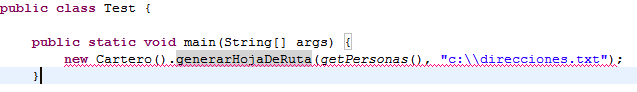 public class Test {
public static void main(String[] args) {
new Cartero().generarHojaDeRuta(getPersonas(), "c:\\direcciones.txt");
}